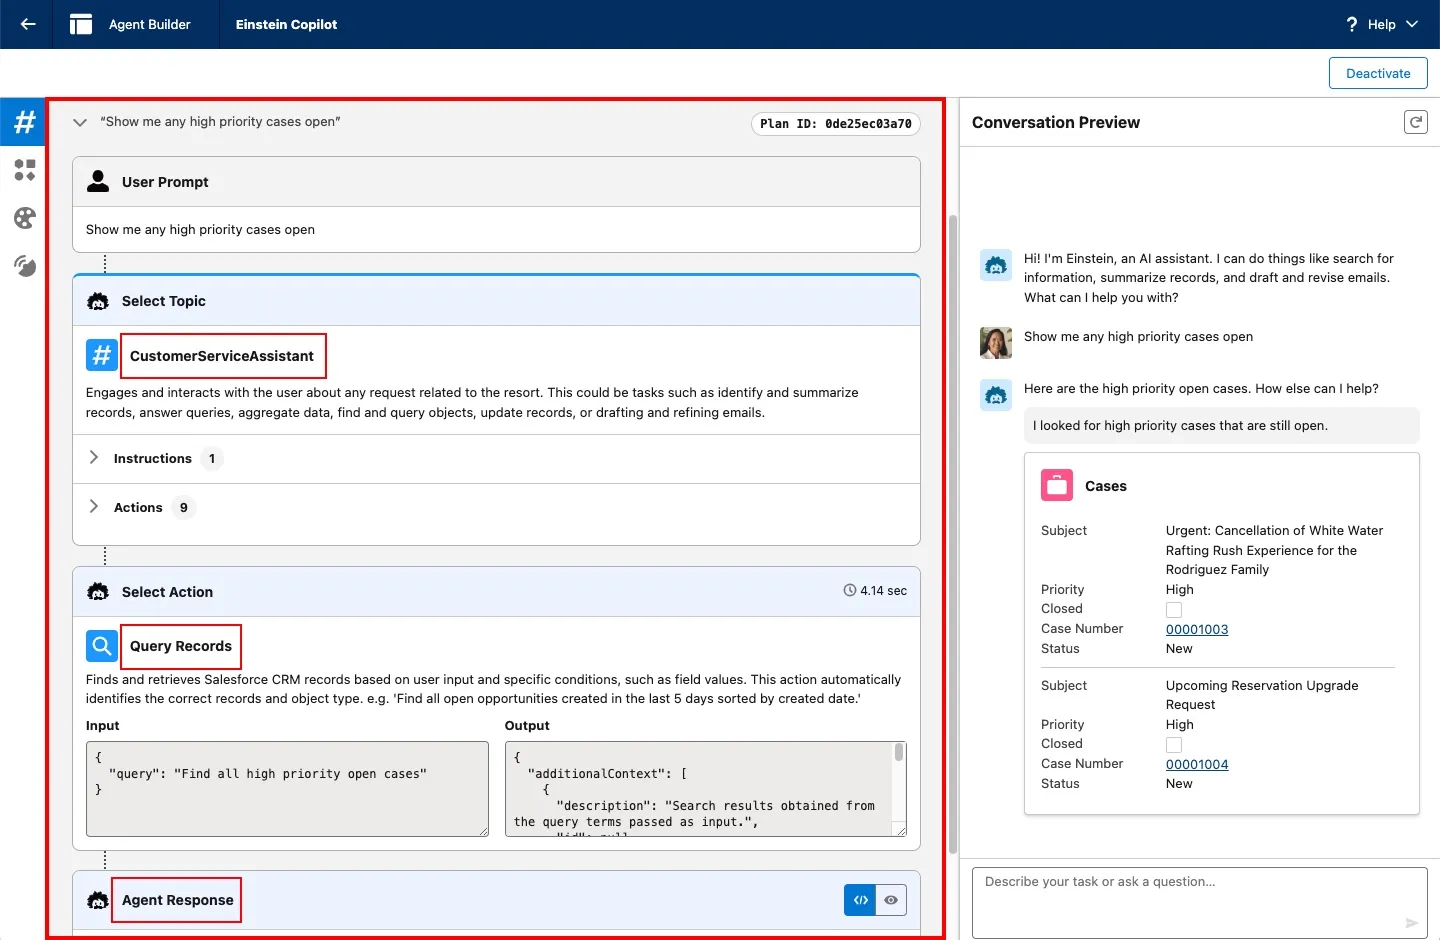 Agent Builder
Einstein Copilot
? Help
Deactivate
#
“Show me any high priority cases open”
Plan ID: 0de25ec03a70
User Prompt
Show me any high priority cases open
Select Topic
# CustomerServiceAssistant
Engages and interacts with the user about any request related to the resort. This could be tasks such as identify and summarize
records, answer queries, aggregate data, find and query objects, update records, or drafting and refining emails.
Instructions 1
Actions 9
Select Action
4.14 sec
Query Records
Finds and retrieves Salesforce CRM records based on user input and specific conditions, such as field values. This action automatically
identifies the correct records and object type. e.g. 'Find all open opportunities created in the last 5 days sorted by created date.'
Input
{
"query": "Find all high priority open cases"
}
Output
{
"additionalContext": [
{
"description": "Search results obtained from
the query terms passed as input.",
"id": null
Agent Response
</>
Conversation Preview
Hi! I'm Einstein, an AI assistant. I can do things like search for
information, summarize records, and draft and revise emails.
What can I help you with?
Show me any high priority cases open
Here are the high priority open cases. How else can I help?
I looked for high priority cases that are still open.
Cases
Subject Urgent: Cancellation of White Water
Rafting Rush Experience for the
Rodriguez Family
Priority High
Closed
Case Number 00001003
Status New
Subject Upcoming Reservation Upgrade
Request
Priority High
Closed
Case Number 00001004
Status New
Describe your task or ask a question...